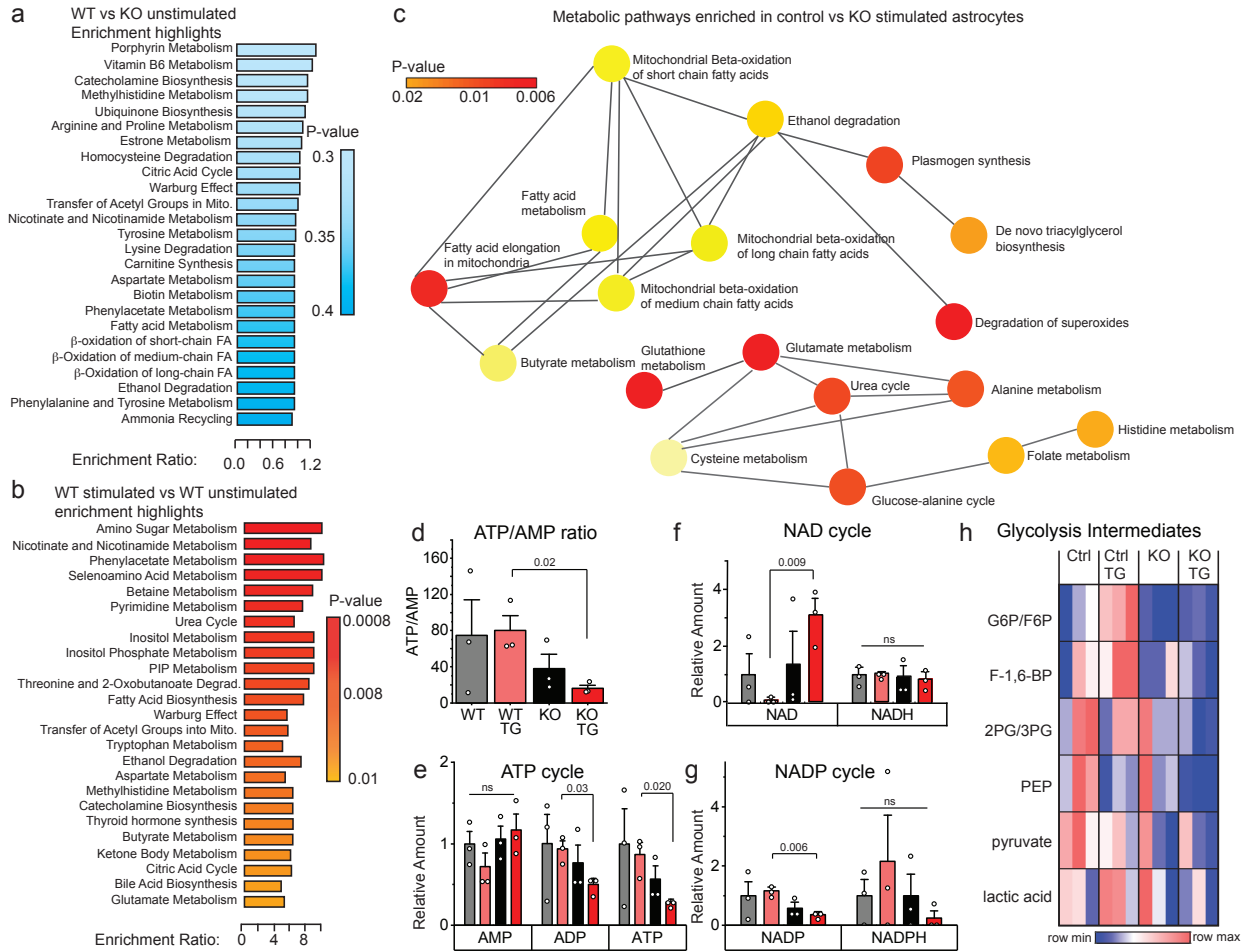 a
WT vs KO unstimulated
Enrichment highlights
Porphyrin Metabolism
Vitamin B6 Metabolism
Catecholamine Biosynthesis
Methylhistidine Metabolism
Ubiquinone Biosynthesis
Arginine and Proline Metabolism
Estrone Metabolism
Homocysteine Degradation
Citric Acid Cycle
Warburg Effect
Transfer of Acetyl Groups in Mito.
Nicotinate and Nicotinamide Metabolism
Tyrosine Metabolism
Lysine Degradation
Carnitine Synthesis
Aspartate Metabolism
Biotin Metabolism
Phenylacetate Metabolism
Fatty acid Metabolism
β-oxidation of short-chain FA
β-Oxidation of medium-chain FA
β-Oxidation of long-chain FA
Ethanol Degradation
Phenylalanine and Tyrosine Metabolism
Ammonia Recycling
P-value
0.3
0.35
0.4
Enrichment Ratio:
0.0 0.6 1.2
b
WT stimulated vs WT unstimulated
enrichment highlights
Amino Sugar Metabolism
Nicotinate and Nicotinamide Metabolism
Phenylacetate Metabolism
Selenoamino Acid Metabolism
Betaine Metabolism
Pyrimidine Metabolism
Urea Cycle
Inositol Metabolism
Inositol Phosphate Metabolism
PIP Metabolism
Threonine and 2-Oxobutanoate Degrad.
Fatty Acid Biosynthesis
Warburg Effect
Transfer of Acetyl Groups into Mito.
Tryptophan Metabolism
Ethanol Degradation
Aspartate Metabolism
Methylhistidine Metabolism
Catecholamine Biosynthesis
Thyroid hormone synthesis
Butyrate Metabolism
Ketone Body Metabolism
Citric Acid Cycle
Bile Acid Biosynthesis
Glutamate Metabolism
P-value
0.0008
0.008
0.01
Enrichment Ratio:
0 4 8
c
Metabolic pathways enriched in control vs KO stimulated astrocytes
P-value
0.02 0.01 0.006
Mitochondrial Beta-oxidation
of short chain fatty acids
Ethanol degradation
Plasmogen synthesis
Fatty acid
metabolism
De novo triacylglycerol
biosynthesis
Fatty acid elongation
in mitochondria
Mitochondrial beta-oxidation
of long chain fatty acids
Mitochondrial beta-oxidation
of medium chain fatty acids
Degradation of superoxides
Butyrate metabolism
Glutathione
metabolism
Glutamate metabolism
Urea cycle
Alanine metabolism
Histidine metabolism
Cysteine metabolism
Folate metabolism
Glucose-alanine cycle
d
ATP/AMP ratio
ATP/AMP
160
120
80
40
0
0.02
WT
WT
TG
KO
KO
TG
e
ATP cycle
Relative Amount
2
1
0
ns
0.03
0.020
AMP ADP ATP
f
NAD cycle
Relative Amount
4
2
0
0.009
ns
NAD NADH
g
NADP cycle
Relative Amount
4
2
0
0.006
ns
NADP NADPH
h
Glycolysis Intermediates
Ctrl
Ctrl
TG
KO
KO
TG
G6P/F6P
F-1,6-BP
2PG/3PG
PEP
pyruvate
lactic acid
row min
row max